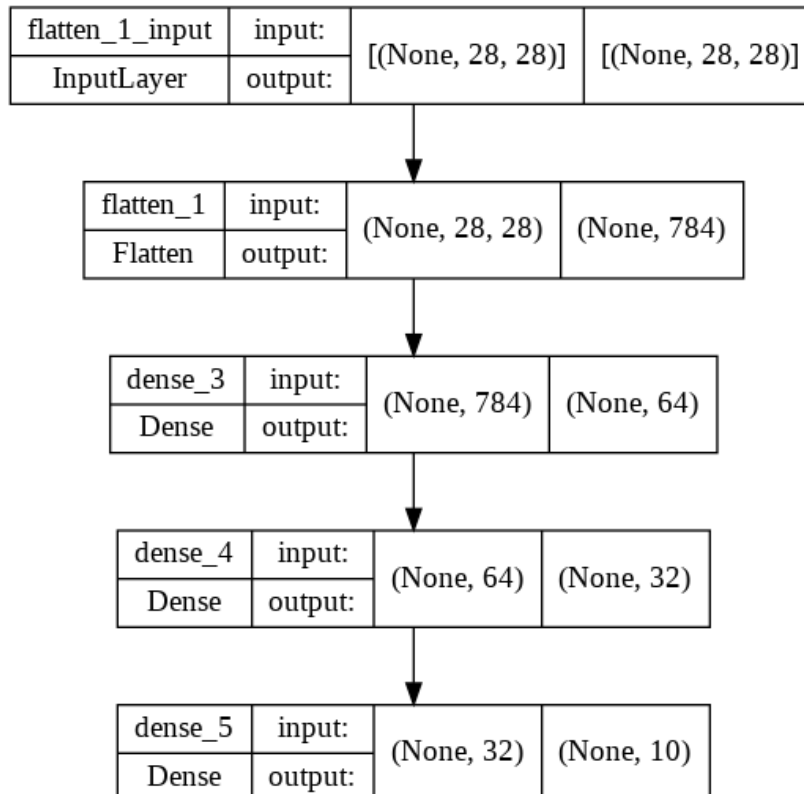 flatten_1_input input: [(None, 28, 28)] [(None, 28, 28)]
InputLayer output:
flatten_1 input: (None, 28, 28) (None, 784)
Flatten output:
dense_3 input: (None, 784) (None, 64)
Dense output:
dense_4 input: (None, 64) (None, 32)
Dense output:
dense_5 input: (None, 32) (None, 10)
Dense output: